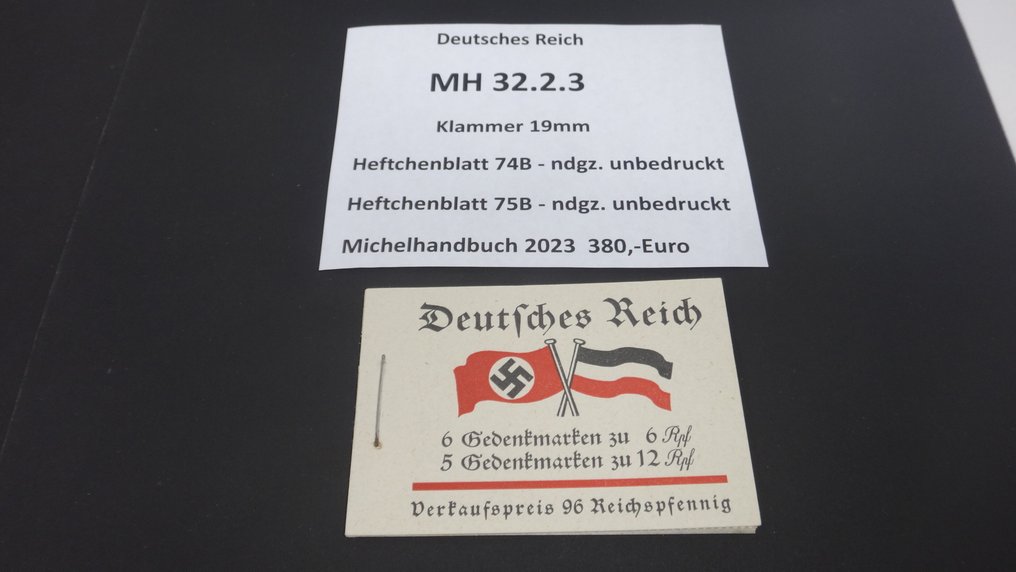 Deutsches Reich
MH 32.2.3
Klammer 19mm
Heftchenblatt 74B - ndgz. unbedruckt
Heftchenblatt 75B - ndgz. unbedruckt
Michelhandbuch 2023 380,-Euro
Deutſches Reich
6 Gedenkmarken zu 6 Rpf
5 Gedenkmarken zu 12 Rpf
Verkaufspreis 96 Reichspfennig